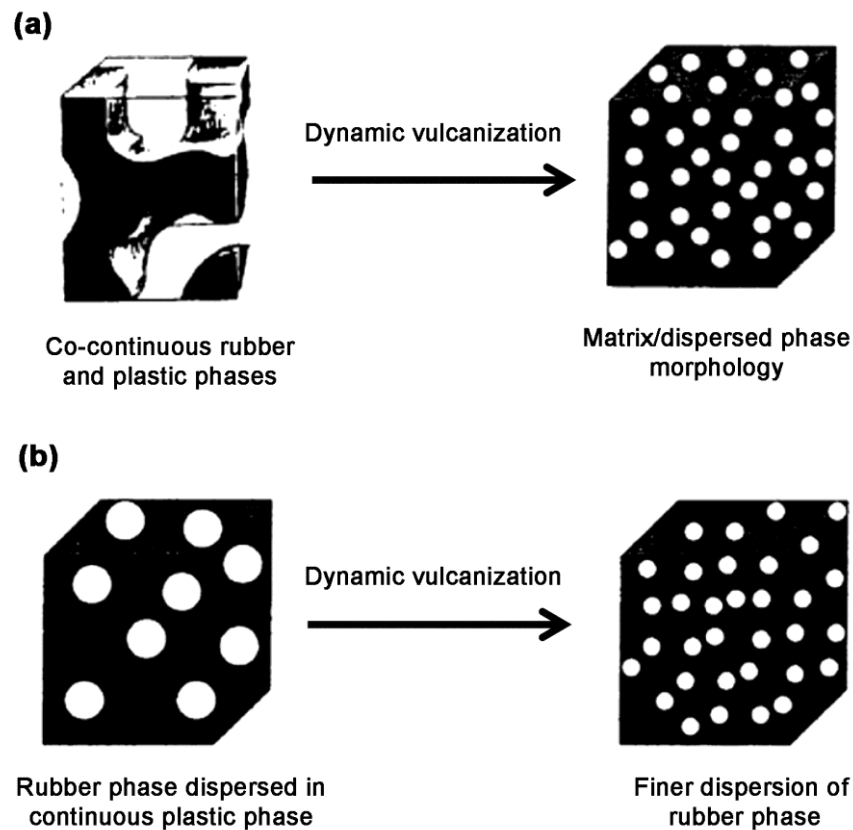 (a)
Dynamic vulcanization
Co-continuous rubber
and plastic phases
Matrix/dispersed phase
morphology
(b)
Dynamic vulcanization
Rubber phase dispersed in
continuous plastic phase
Finer dispersion of
rubber phase